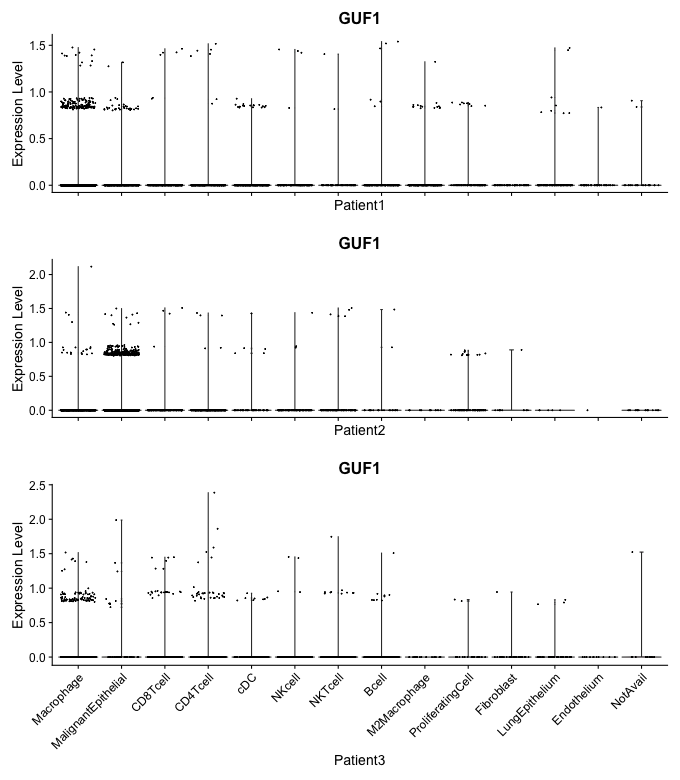 GUF1
Expression Level
1.5
1.0
0.5
0.0
Patient1
GUF1
Expression Level
2.0
1.5
1.0
0.5
0.0
Patient2
GUF1
Expression Level
2.5
2.0
1.5
1.0
0.5
0.0
Macrophage
MalignantEpithelial
CD8Tcell
CD4Tcell
cDC
NKcell
NKTcell
Bcell
M2Macrophage
ProliferatingCell
Fibroblast
LungEpithelium
Endothelium
NotAvail
Patient3